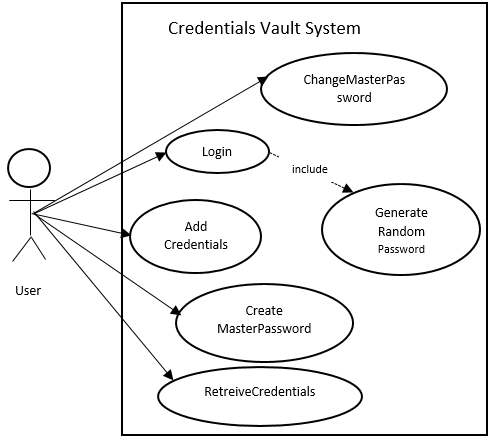 Credentials Vault System
ChangeMasterPas
sword
Login
include
Generate
Random
Password
Add
Credentials
User
Create
MasterPassword
RetreiveCredentials